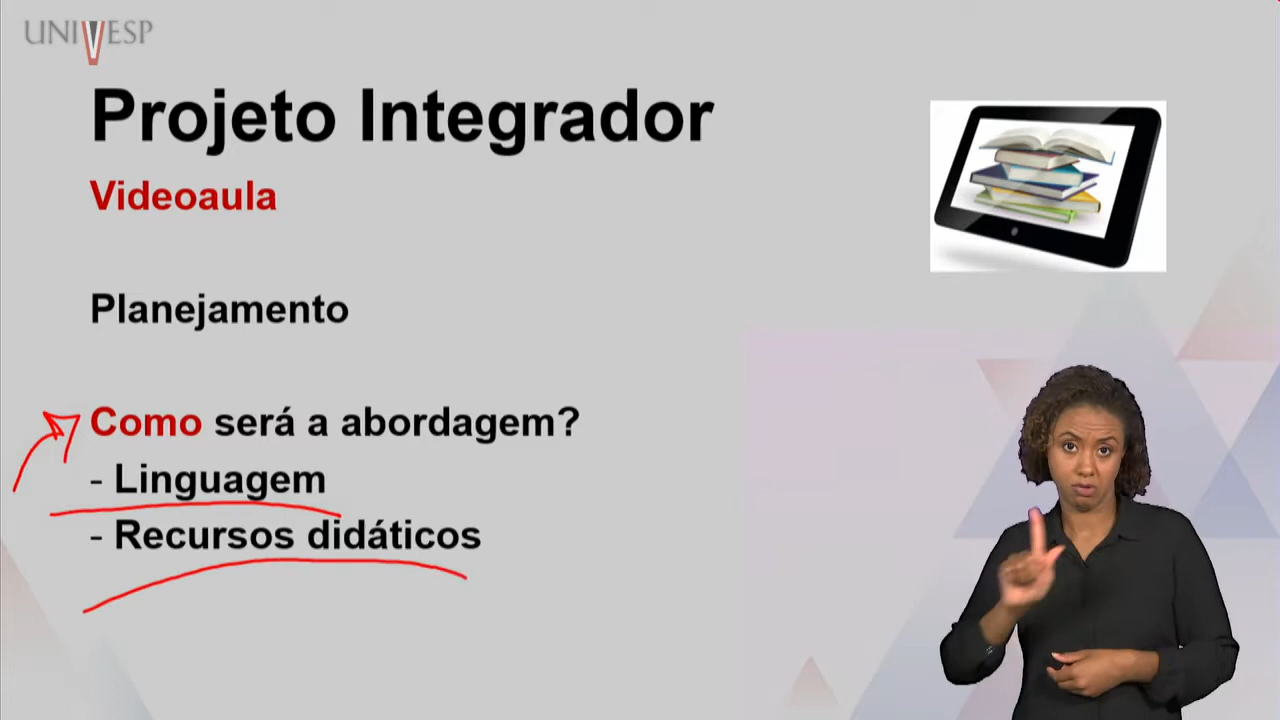 UNIVESP
Projeto Integrador
Videoaula
Planejamento
Como será a abordagem?
- Linguagem
- Recursos didáticos